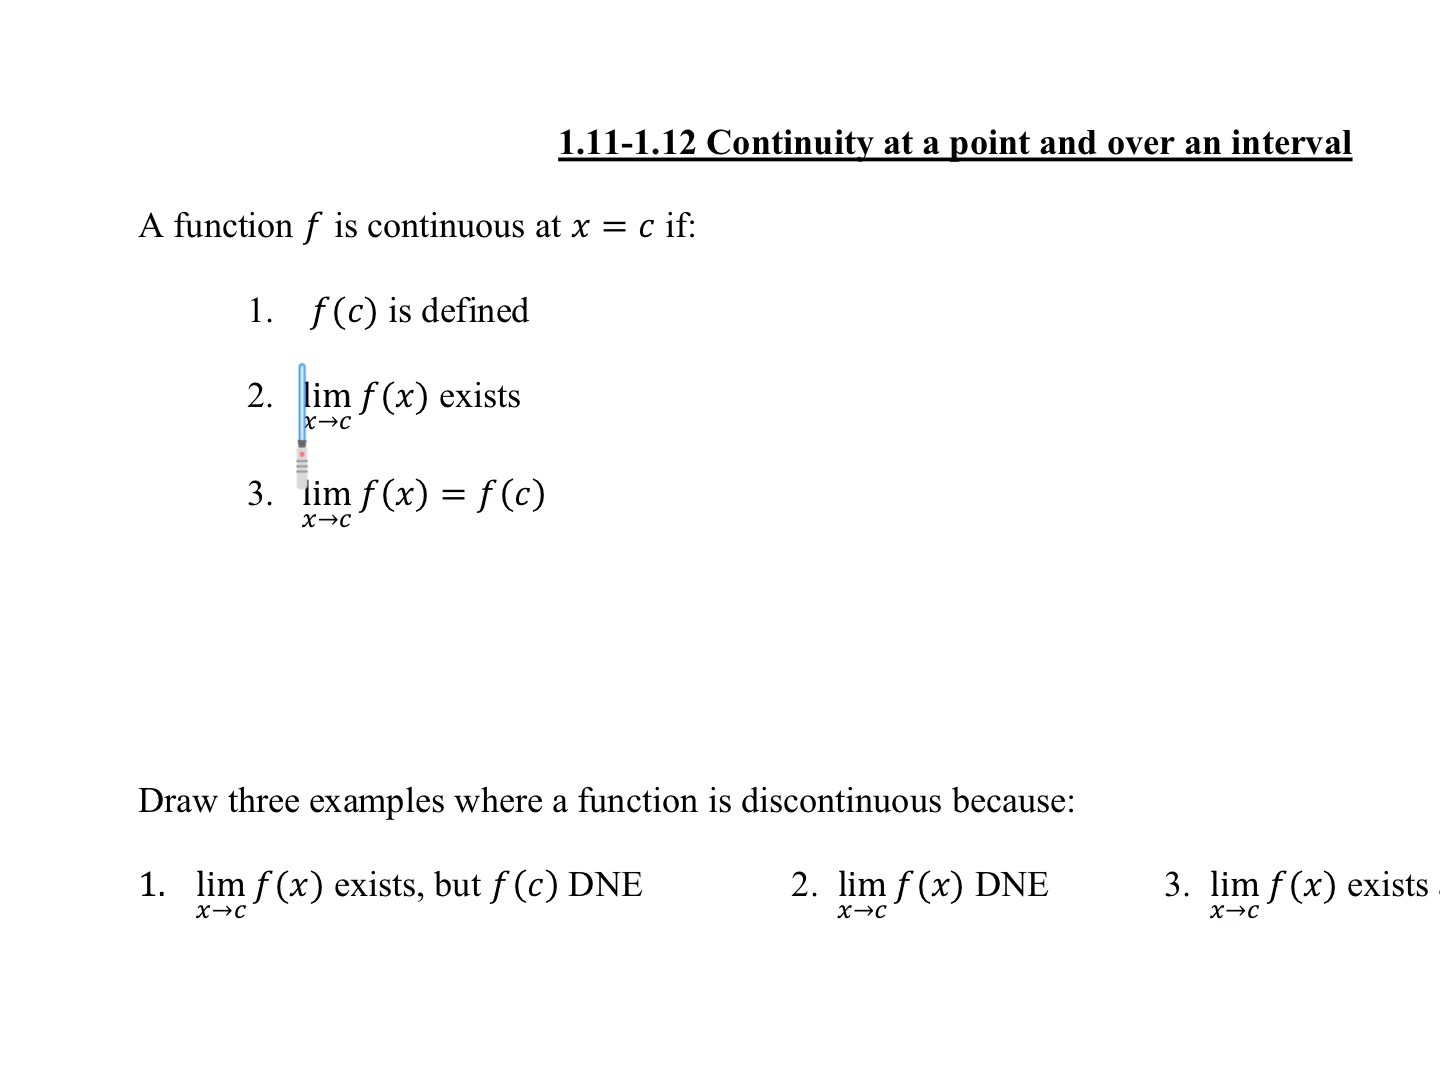 1.11-1.12 Continuity at a point and over an interval
A function 𝑓 is continuous at 𝑥 = 𝑐 if:
1. 𝑓(𝑐) is defined
2. lim 𝑓(𝑥) exists
𝑥→𝑐
3. lim 𝑓(𝑥) = 𝑓(𝑐)
𝑥→𝑐
Draw three examples where a function is discontinuous because:
1. lim 𝑓(𝑥) exists, but 𝑓(𝑐) DNE 2. lim 𝑓(𝑥) DNE 3. lim 𝑓(𝑥) exists
𝑥→𝑐 𝑥→𝑐 𝑥→𝑐